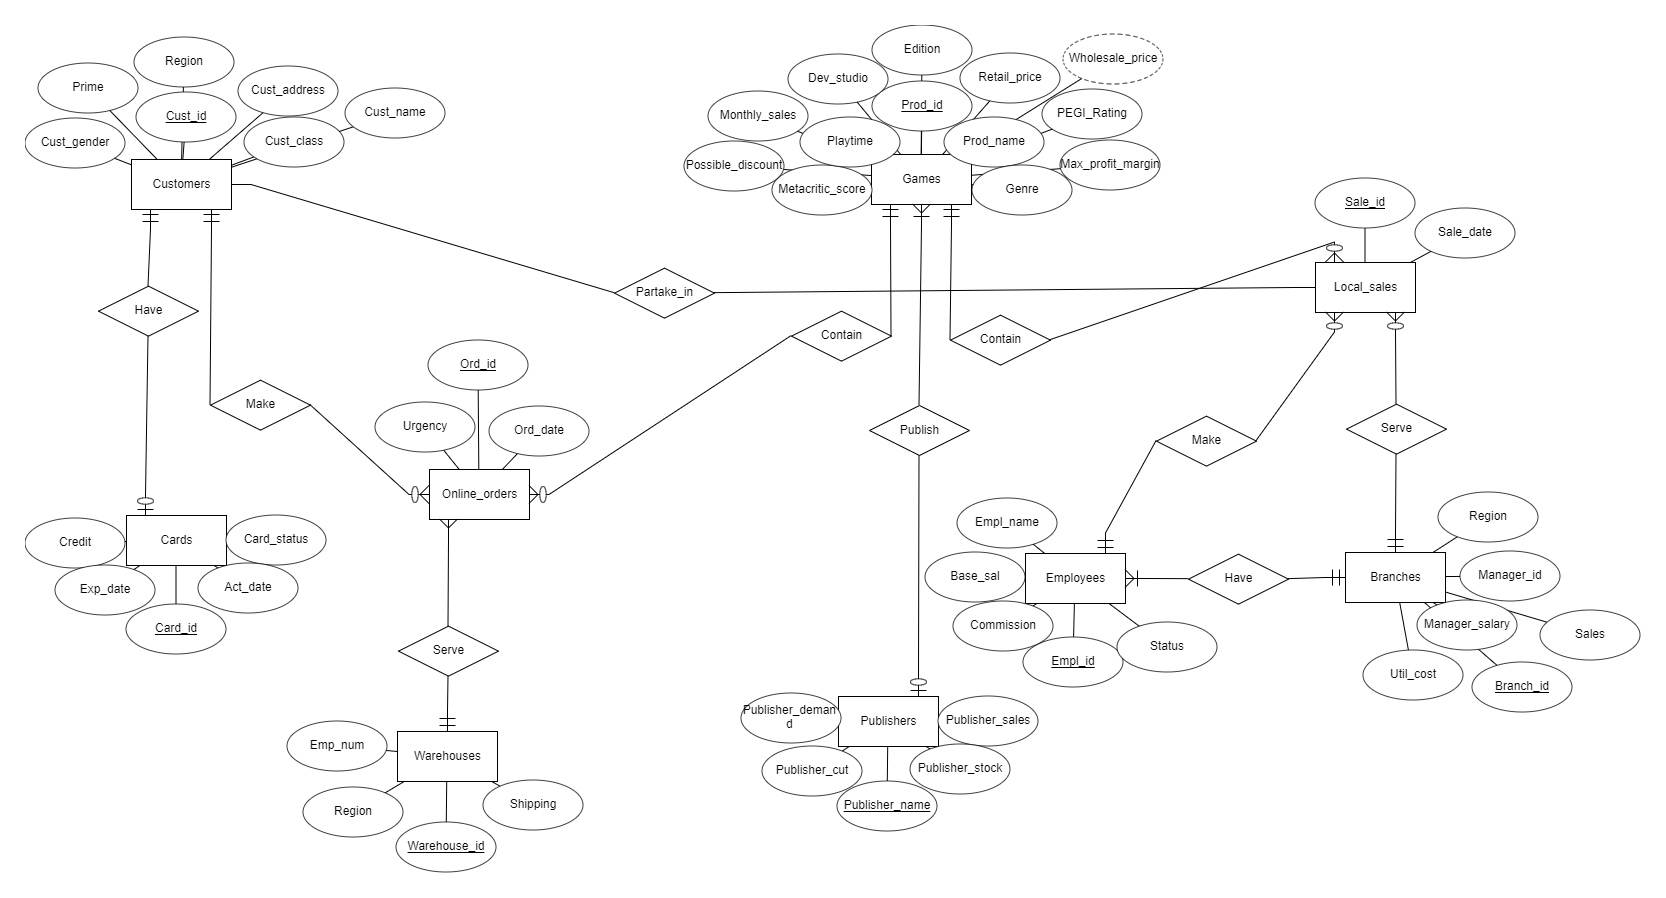 Edition
Wholesale_price
Region
Dev_studio
Retail_price
Prime
Cust_address
Prod_id
Cust_name
Monthly_sales
PEGI_Rating
Cust_id
Cust_gender
Cust_class
Playtime
Prod_name
Possible_discount
Max_profit_margin
Customers
Games
Metacritic_score
Genre
Sale_id
Sale_date
Partake_in
Local_sales
Have
Contain
Contain
Ord_id
Make
Urgency
Ord_date
Publish
Serve
Make
Online_orders
Region
Empl_name
Cards
Credit
Card_status
Base_sal
Employees
Have
Branches
Manager_id
Exp_date
Act_date
Commission
Manager_salary
Card_id
Sales
Status
Serve
Empl_id
Util_cost
Branch_id
Publisher_deman
d
Publishers
Publisher_sales
Emp_num
Warehouses
Publisher_cut
Publisher_stock
Region
Shipping
Publisher_name
Warehouse_id